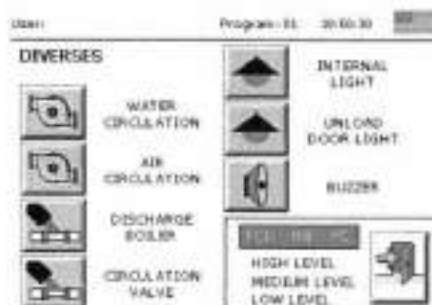 User:
Program: 01
DIVERSES
WATER
CIRCULATION
AIR
CIRCULATION
DISCHARGE
BOILER
CIRCULATION
VALVE
INTERNAL
LIGHT
UNLOAD
DOOR LIGHT
BUZZER
HIGH LEVEL
MEDIUM LEVEL
LOW LEVEL